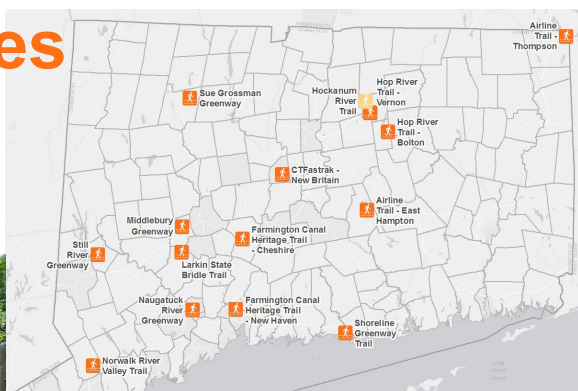 es
Airline
Trail -
Thompson
Sue Grossman
Greenway
Hockanum
River
Trail
Hop River
Trail -
Vernon
Hop River
Trail -
Bolton
CTFastrak -
New Britain
Airline
Trail - East
Hampton
Middlebury
Greenway
Farmington Canal
Heritage Trail
- Cheshire
Still
River
Greenway
Larkin State
Bridle Trail
Naugatuck
River
Greenway
Farmington Canal
Heritage Trail
- New Haven
Shoreline
Greenway
Trail
Norwalk River
Valley Trail